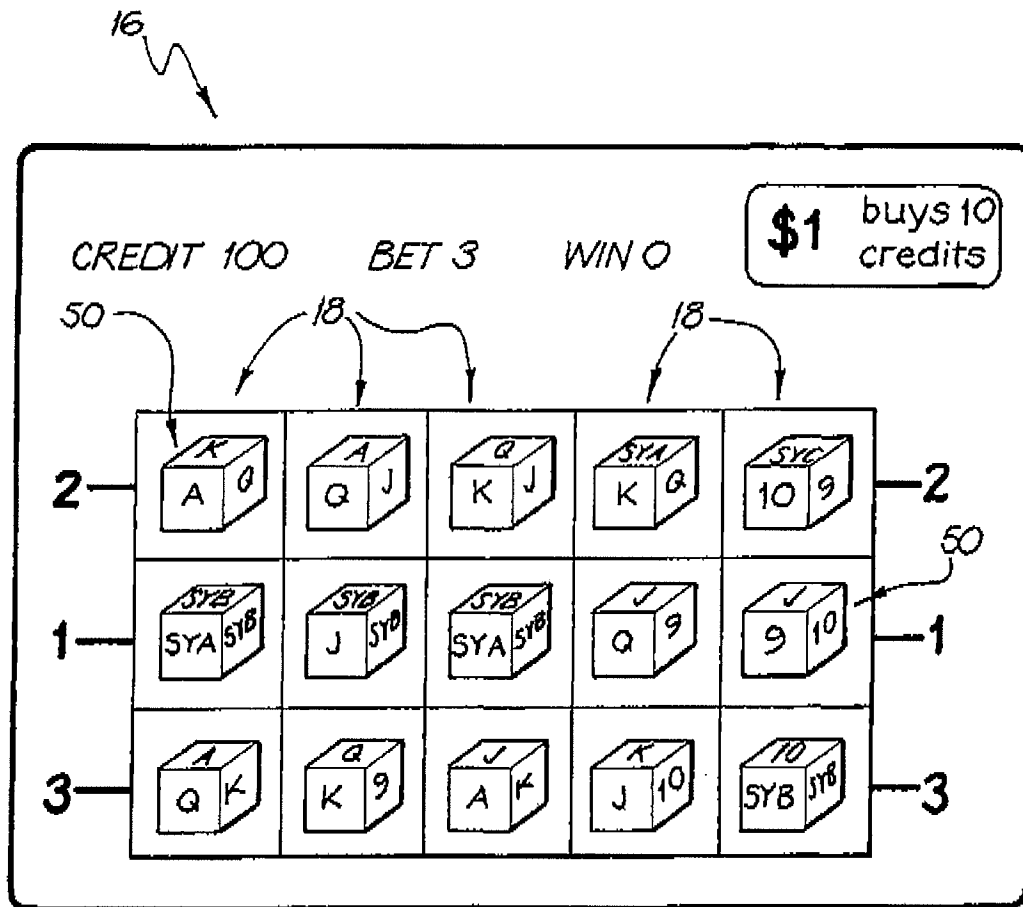 16
$1 buys 10
credits
CREDIT 100 BET 3 WIN 0
50 18 18
K A Q SYA SYC
2 A Q Q J K J K Q 10 9 2
50
SYB SYB SYB J J
1 SYA SYB J SYB SYA SYB Q 9 9 10 1
A Q J K 10
3 Q K K 9 A K J 10 SYB SYB 3